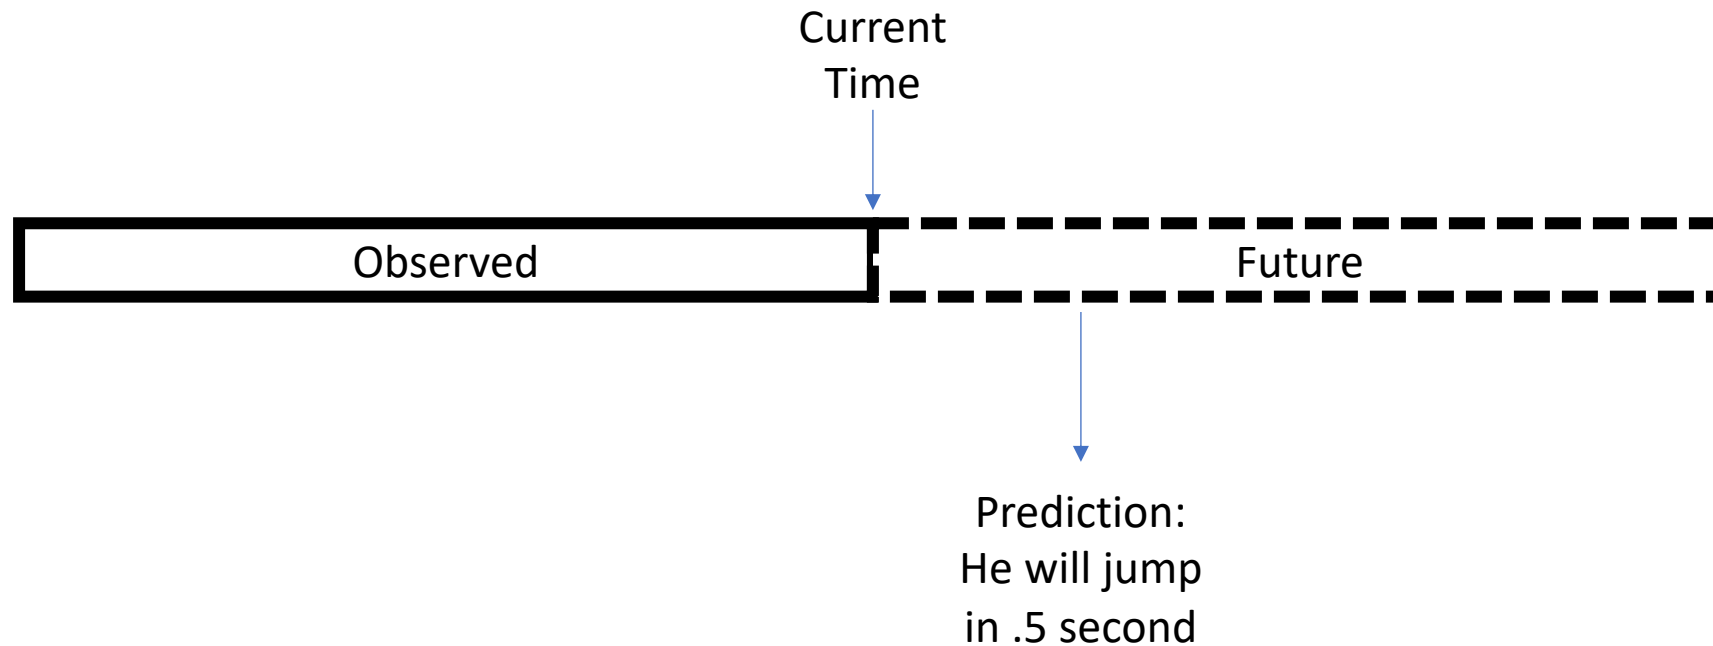 Current
Time
Observed
Future
Prediction:
He will jump
in .5 second